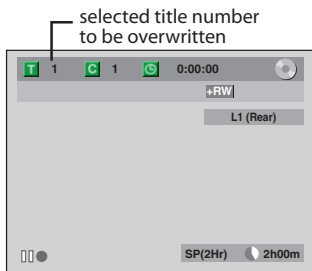 selected title number
to be overwritten
T 1 C 1 0:00:00
+RW
L1 (Rear)
SP(2Hr) 2h00m